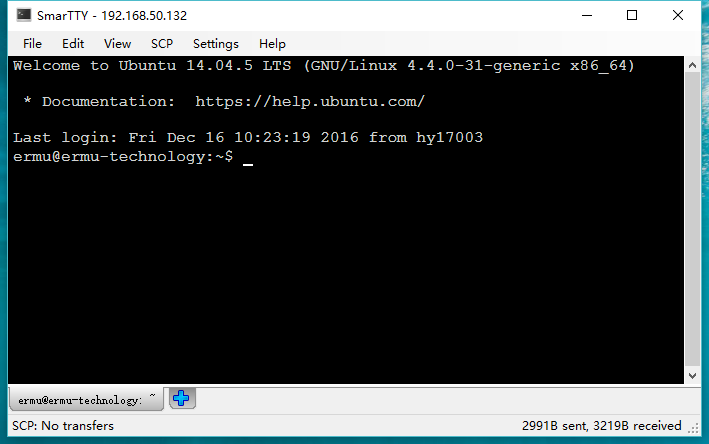 SmarTTY - 192.168.50.132
File Edit View SCP Settings Help
Welcome to Ubuntu 14.04.5 LTS (GNU/Linux 4.4.0-31-generic x86_64)
* Documentation:  https://help.ubuntu.com/
Last login: Fri Dec 16 10:23:19 2016 from hy17003
ermu@ermu-technology:~$ _
ermu@ermu-technology: ~
SCP: No transfers 2991B sent, 3219B received